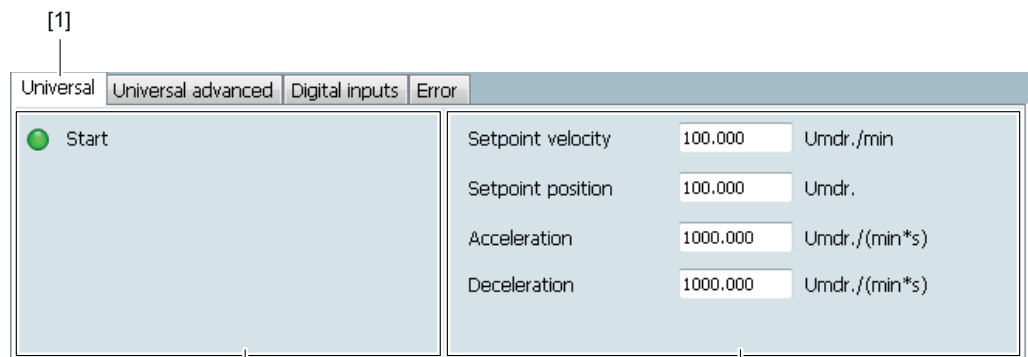 [1]
Universal Universal advanced Digital inputs Error
Start
Setpoint velocity 100.000 Umdr./min
Setpoint position 100.000 Umdr.
Acceleration 1000.000 Umdr./(min*s)
Deceleration 1000.000 Umdr./(min*s)